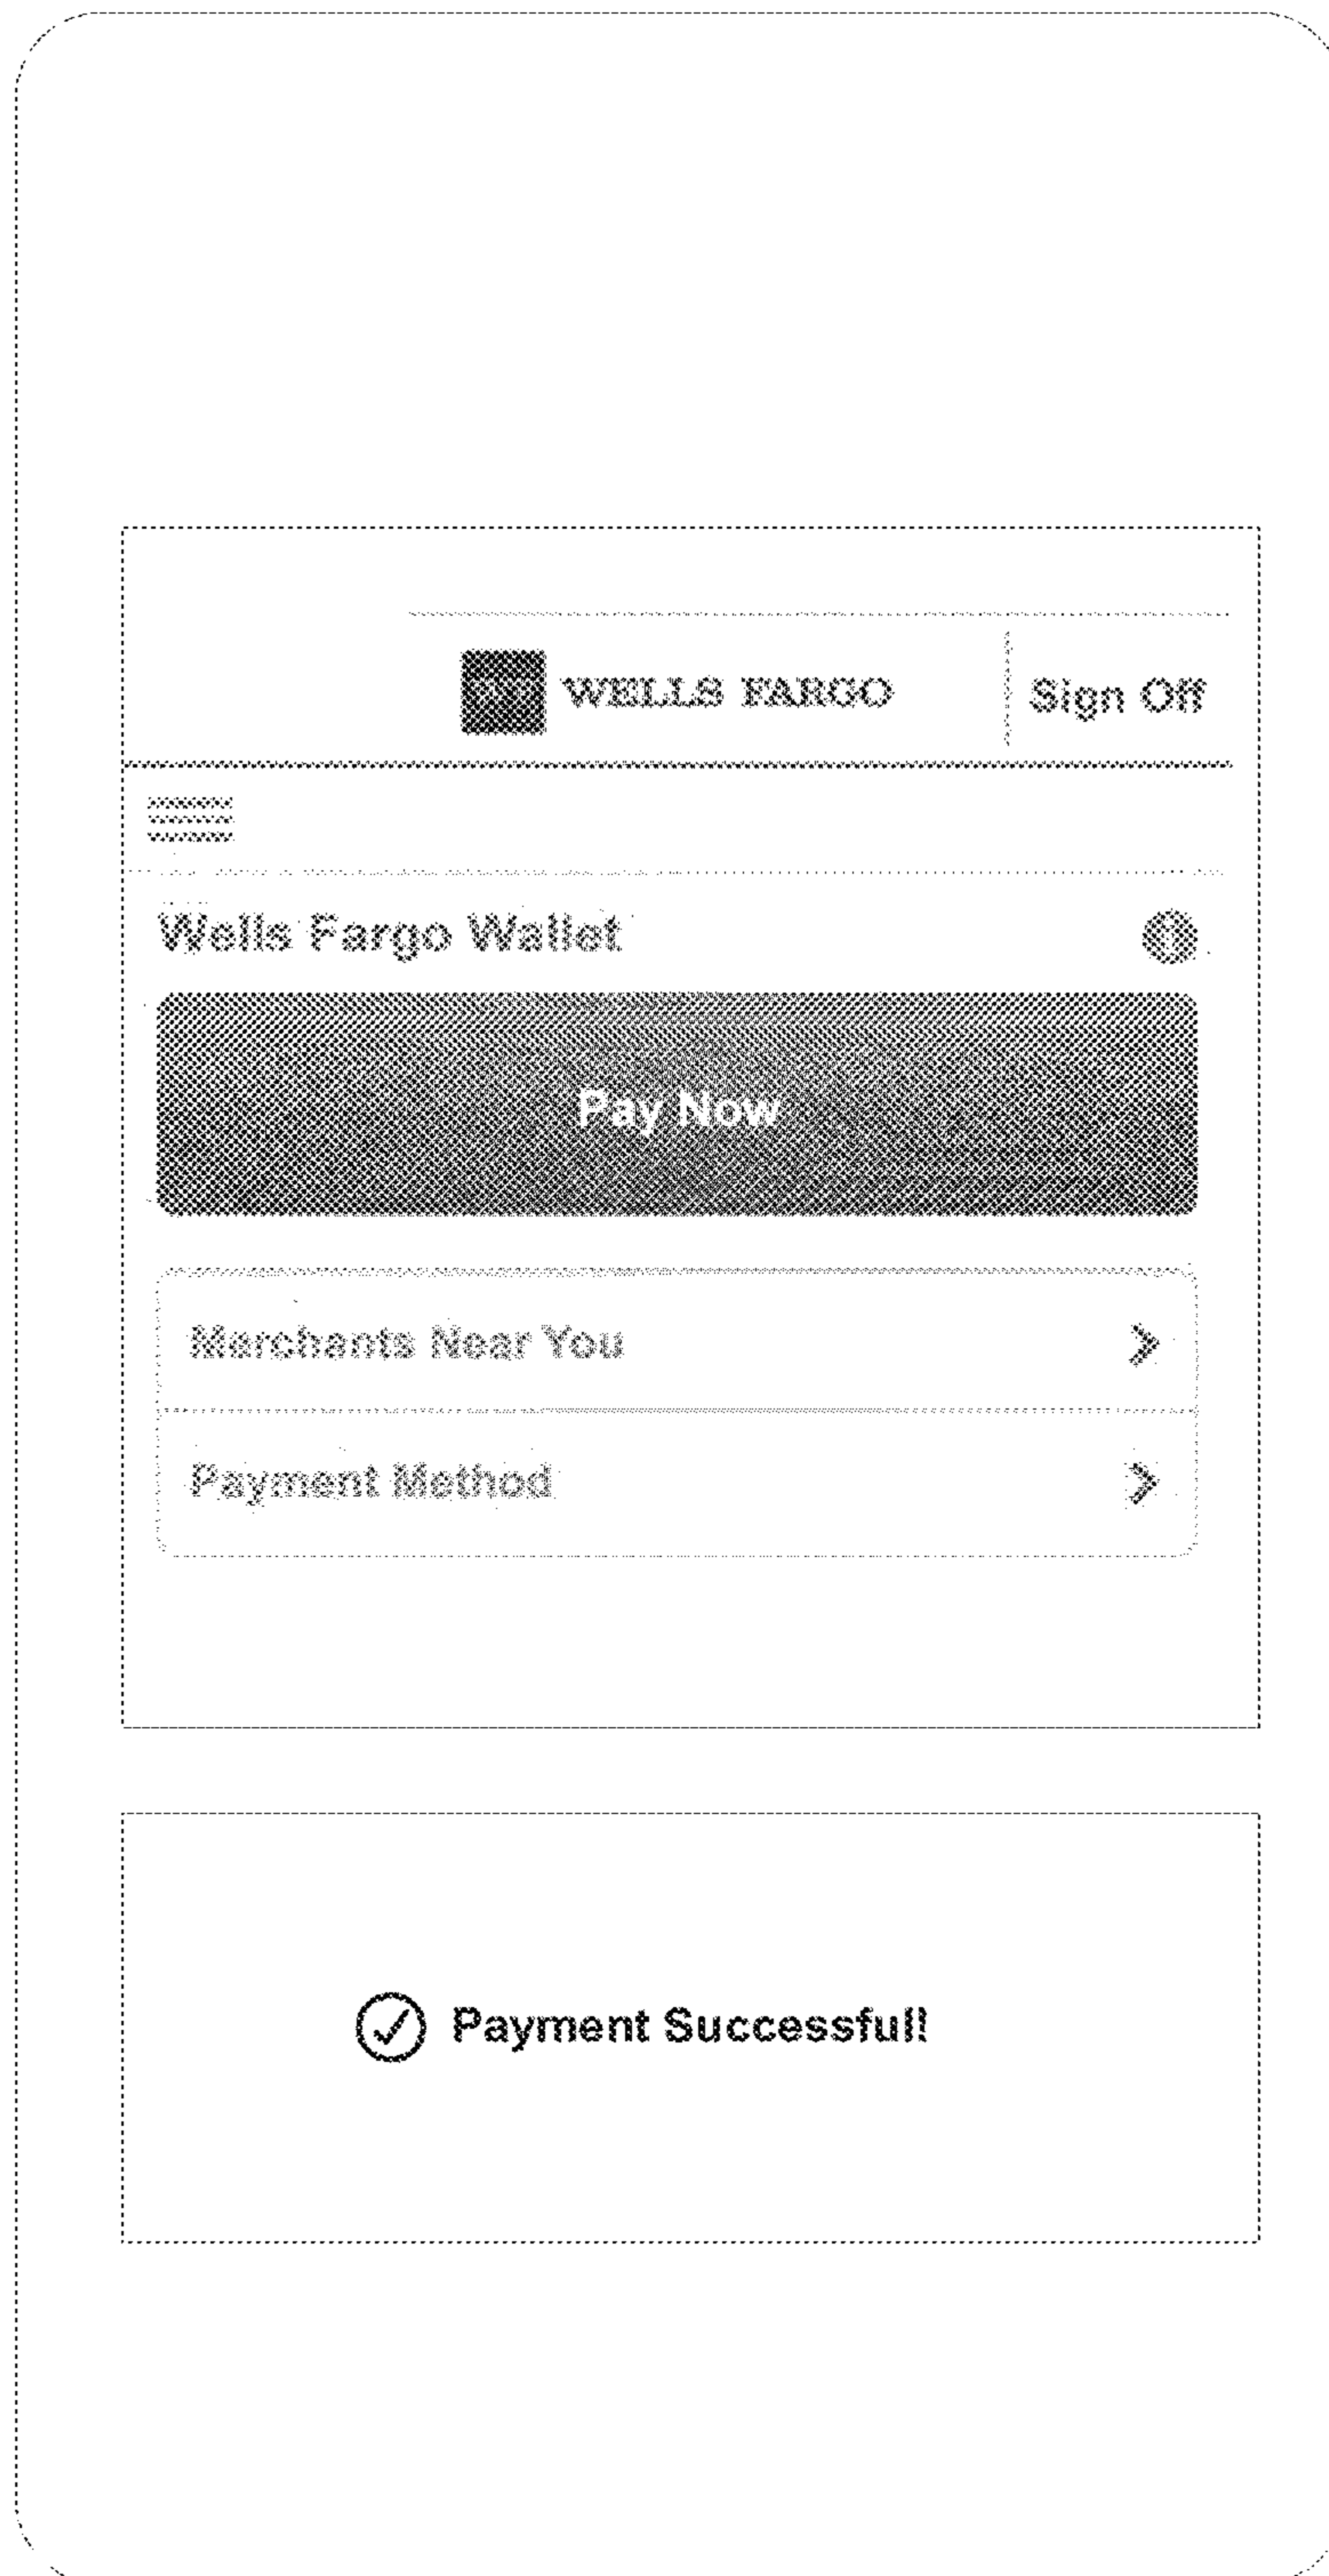 WELLS FARGO
Sign Off
Wells Fargo Wallet
Pay Now
Merchants Near You
Payment Method
Payment Successful!